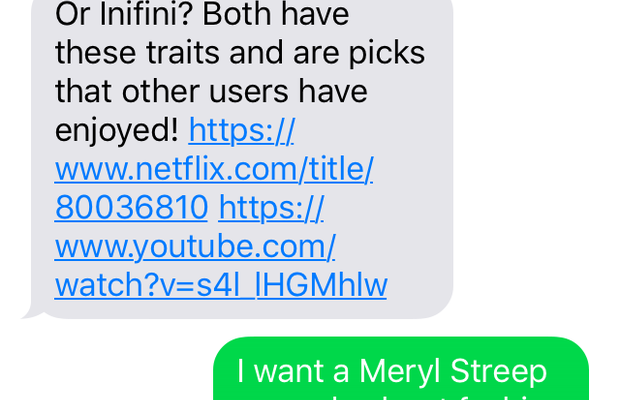 Or Inifini? Both have
these traits and are picks
that other users have
enjoyed! https://
www.netflix.com/title/
80036810 https://
www.youtube.com/
watch?v=s4l_lHGMhlw
I want a Meryl Streep